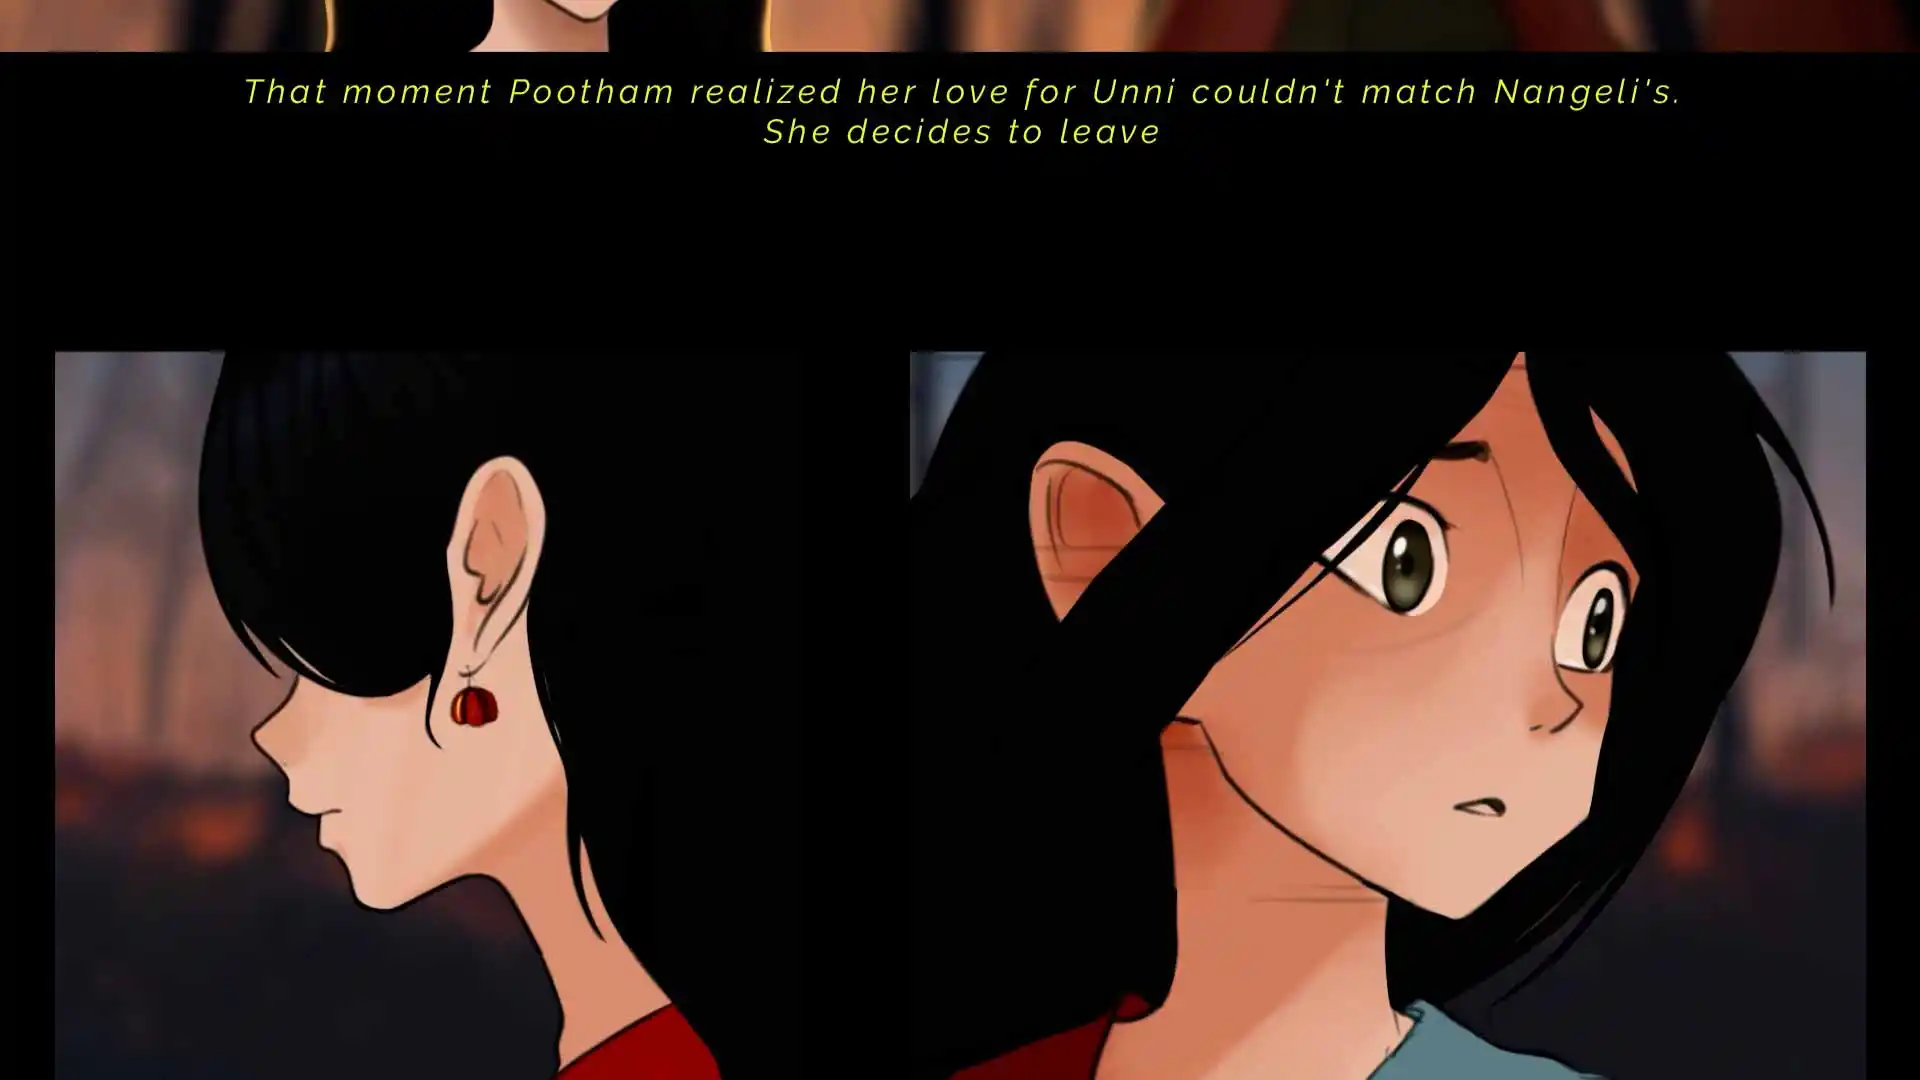 That moment Pootham realized her love for Unni couldn't match Nangeli's.
She decides to leave